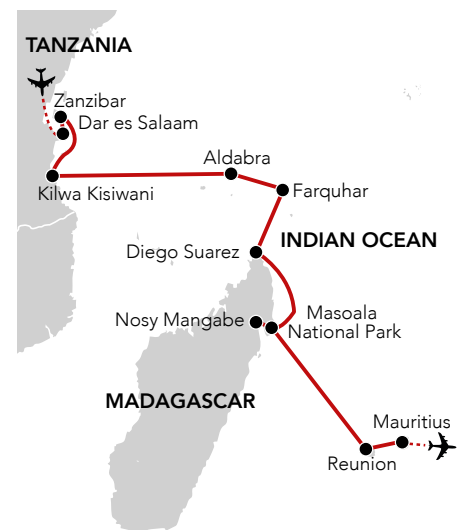 TANZANIA
Zanzibar
Dar es Salaam
Aldabra
Kilwa Kisiwani
Farquhar
Diego Suarez
INDIAN OCEAN
Nosy Mangabe
Masoala
National Park
MADAGASCAR
Mauritius
Reunion